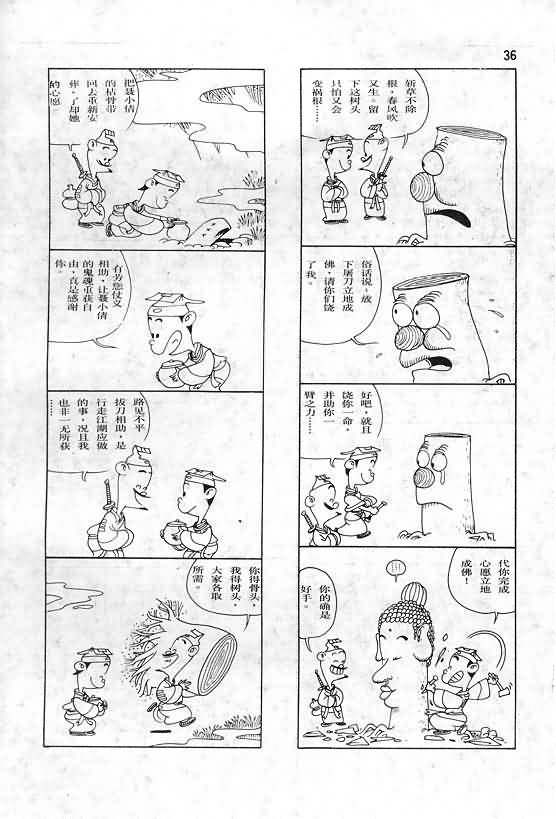 36
斩草不除
根，春风吹
又生。留
下这树头
只怕又会
变祸根……
俗话说：放
下屠刀立地成
佛，请你们饶
了我。
好吧，就且
饶你一命，
并助你一
臂之力……
代你完成
心愿立地
成佛！
你的确是
好手。
把聂小倩
的枯骨带
回去重新安
葬，了却她
的心愿。
有劳您仗义
相助，让聂小倩
的鬼魂重获自
由，真是感谢
你。
路见不平
拔刀相助，是
行走江湖应做
的事，况且我
也非一无所获
……
你得骨头，
我得树头，
大家各取
所需。